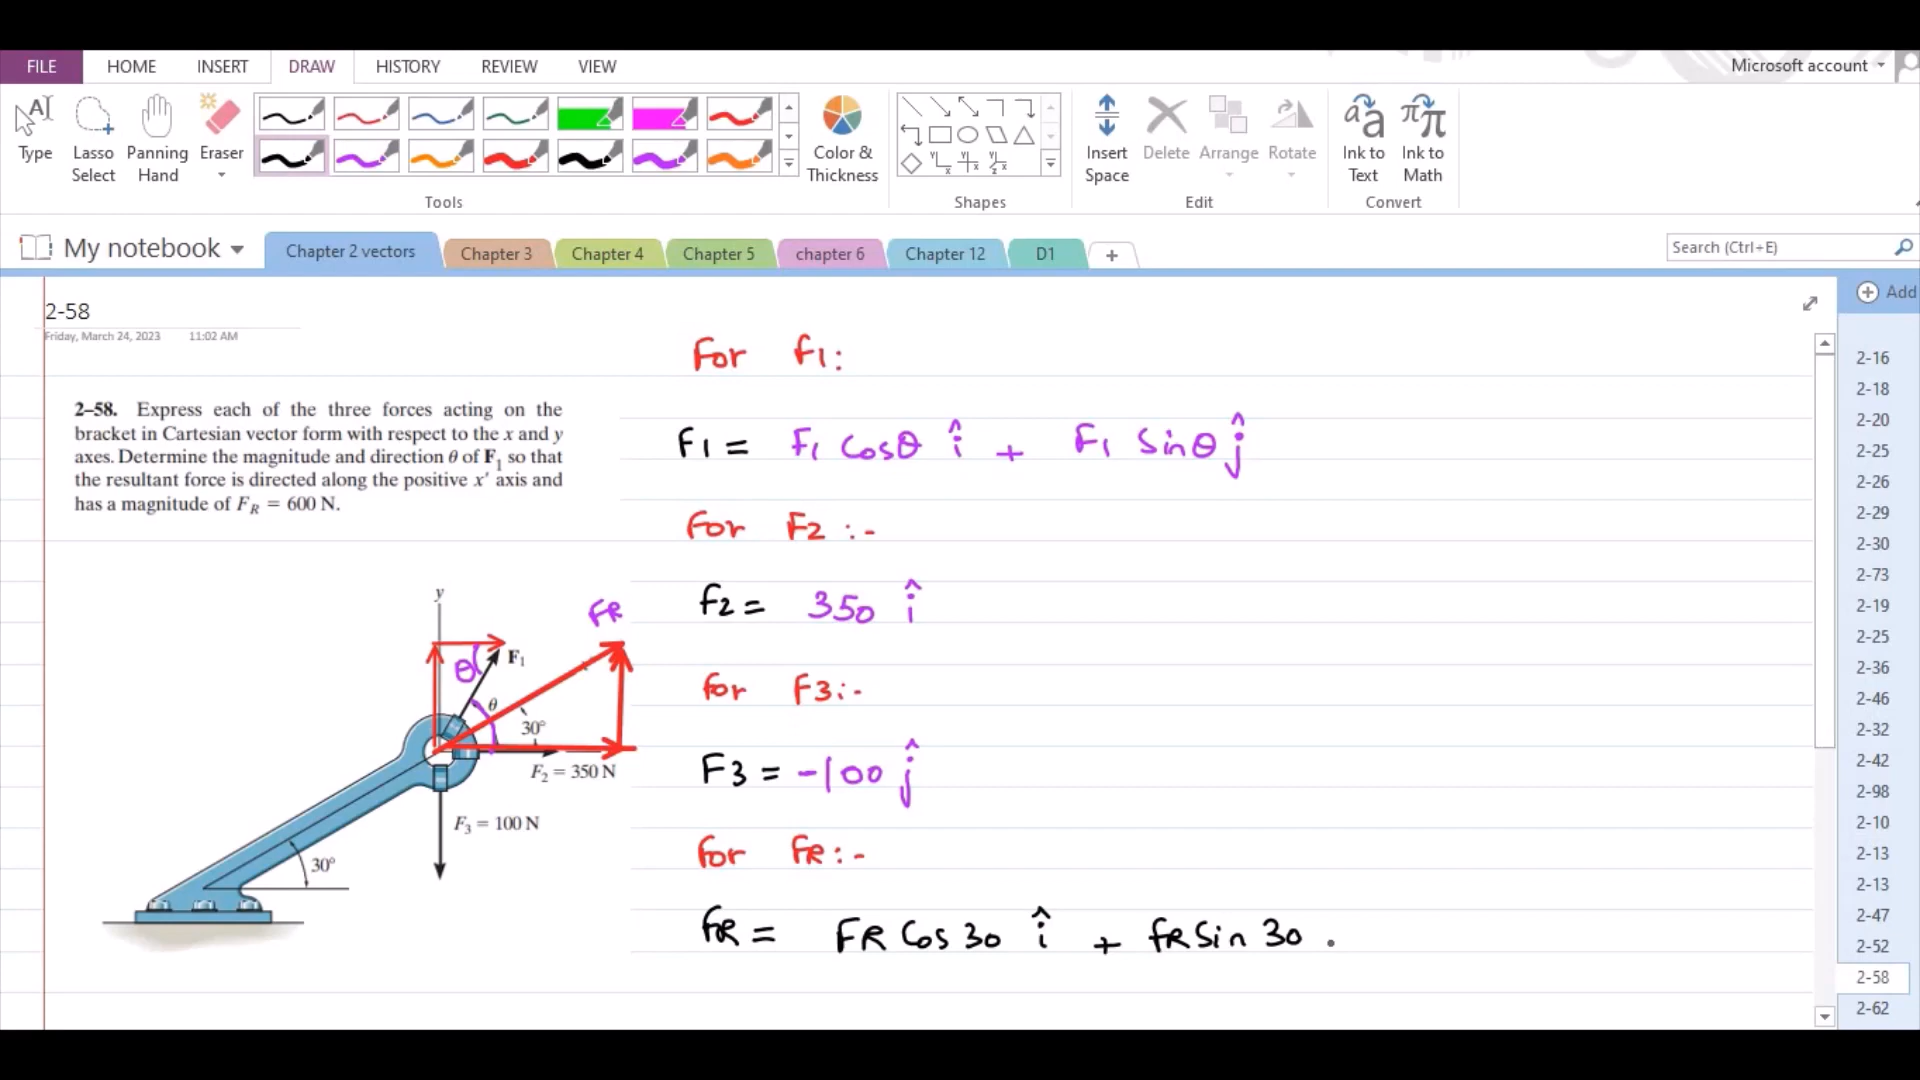 FILE HOME INSERT DRAW HISTORY REVIEW VIEW Microsoft account
Type Lasso Select Panning Hand Eraser Color & Thickness Insert Space Delete Arrange Rotate Ink to Text Ink to Math
Tools Shapes Edit Convert
My notebook Chapter 2 vectors Chapter 3 Chapter 4 Chapter 5 chapter 6 Chapter 12 D1 + Search (Ctrl+E)
2-58
Friday, March 24, 2023 11:02 AM
2–58. Express each of the three forces acting on the
bracket in Cartesian vector form with respect to the x and y
axes. Determine the magnitude and direction θ of F₁ so that
the resultant force is directed along the positive x′ axis and
has a magnitude of F_R = 600 N.
y
FR
F₁
θ
θ
30°
F₂ = 350 N
F₃ = 100 N
30°
For F1:
F1 = F1 Cosθ î + F1 Sinθ ĵ
For F2 :-
F2 = 350 î
For F3:-
F3 = -100 ĵ
For FR:-
FR = FR Cos 30 î + FR Sin 30 .
Add
2-16
2-18
2-20
2-25
2-26
2-29
2-30
2-73
2-19
2-25
2-36
2-46
2-32
2-42
2-98
2-10
2-13
2-13
2-47
2-52
2-58
2-62